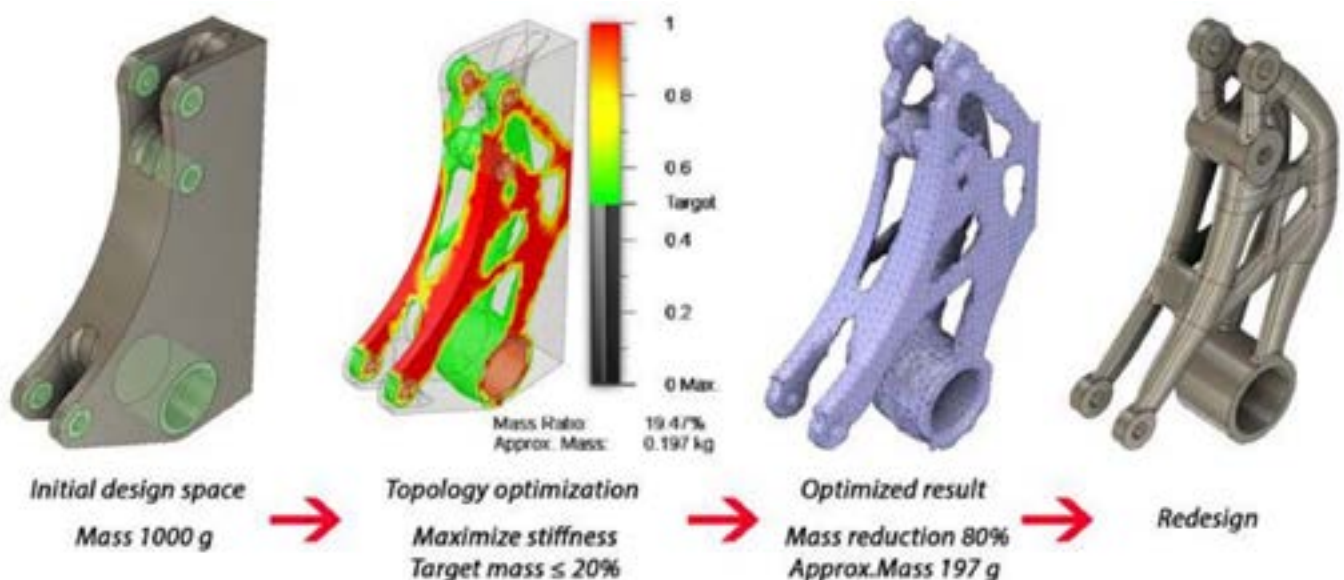 1
0.8
0.6
Target
0.4
0.2
0 Max.
Mass Ratio: 19.47%
Approx. Mass: 0.197 kg
Initial design space
Mass 1000 g
Topology optimization
Maximize stiffness
Target mass ≤ 20%
Optimized result
Mass reduction 80%
Approx.Mass 197 g
Redesign